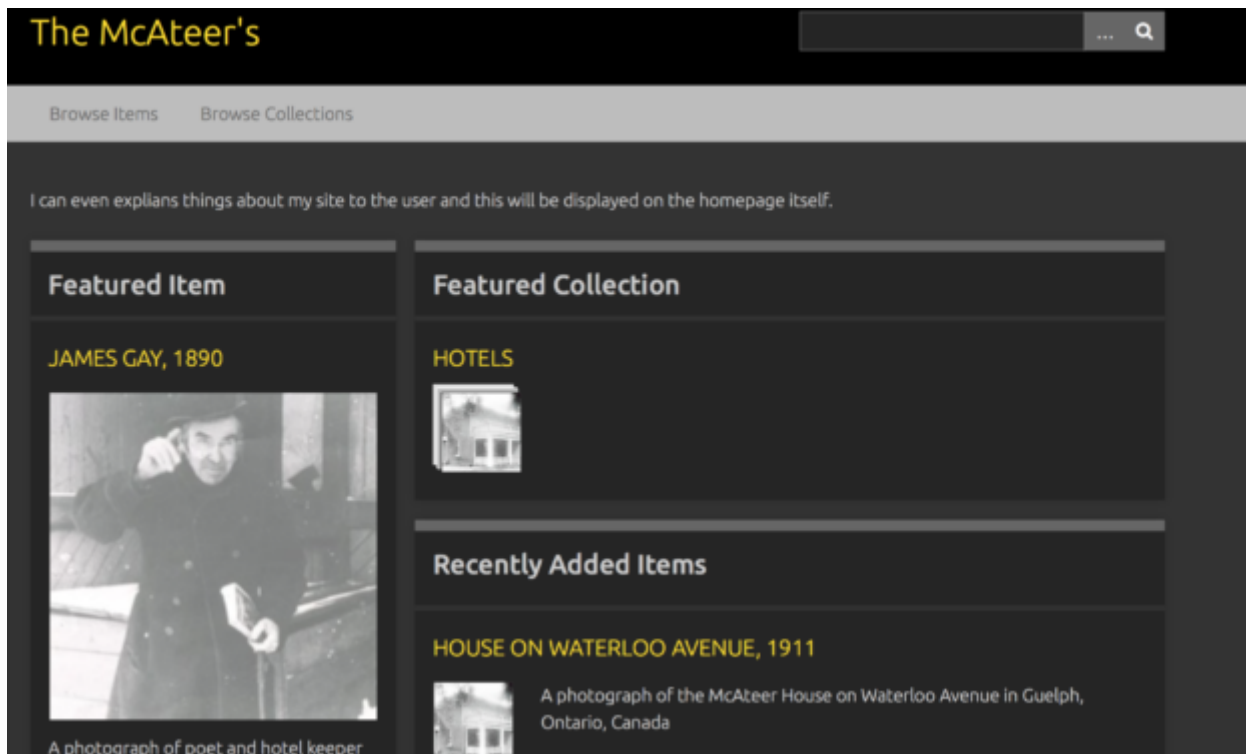 The McAteer's
...
Browse Items Browse Collections
I can even explians things about my site to the user and this will be displayed on the homepage itself.
Featured Item
JAMES GAY, 1890
A photograph of poet and hotel keeper
Featured Collection
HOTELS
Recently Added Items
HOUSE ON WATERLOO AVENUE, 1911
A photograph of the McAteer House on Waterloo Avenue in Guelph,
Ontario, Canada